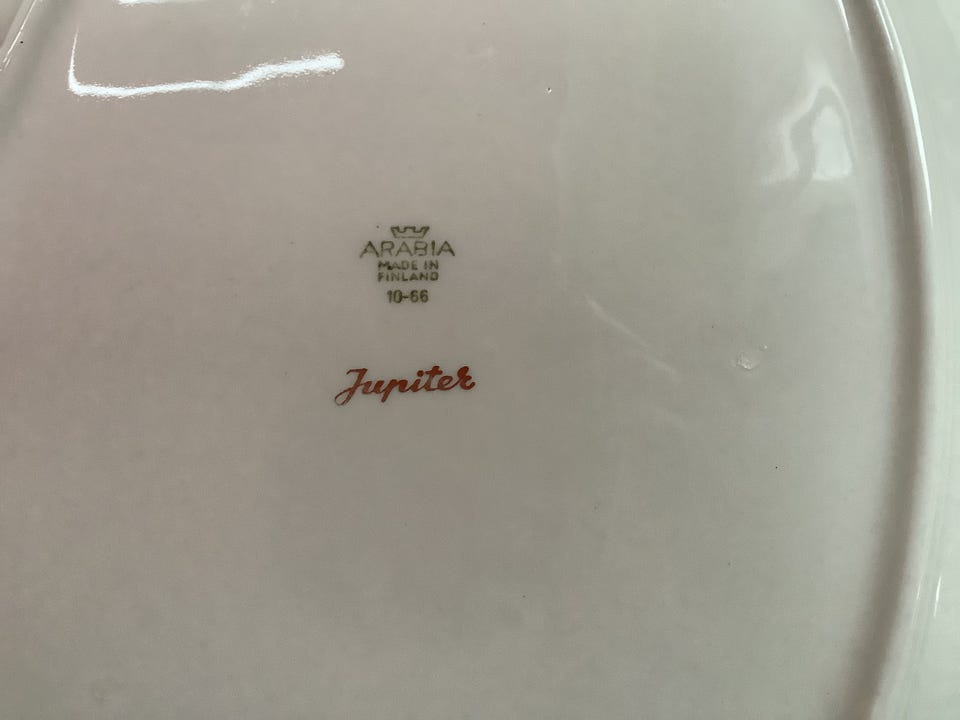 ARABIA
MADE IN
FINLAND
10-66
Jupiter